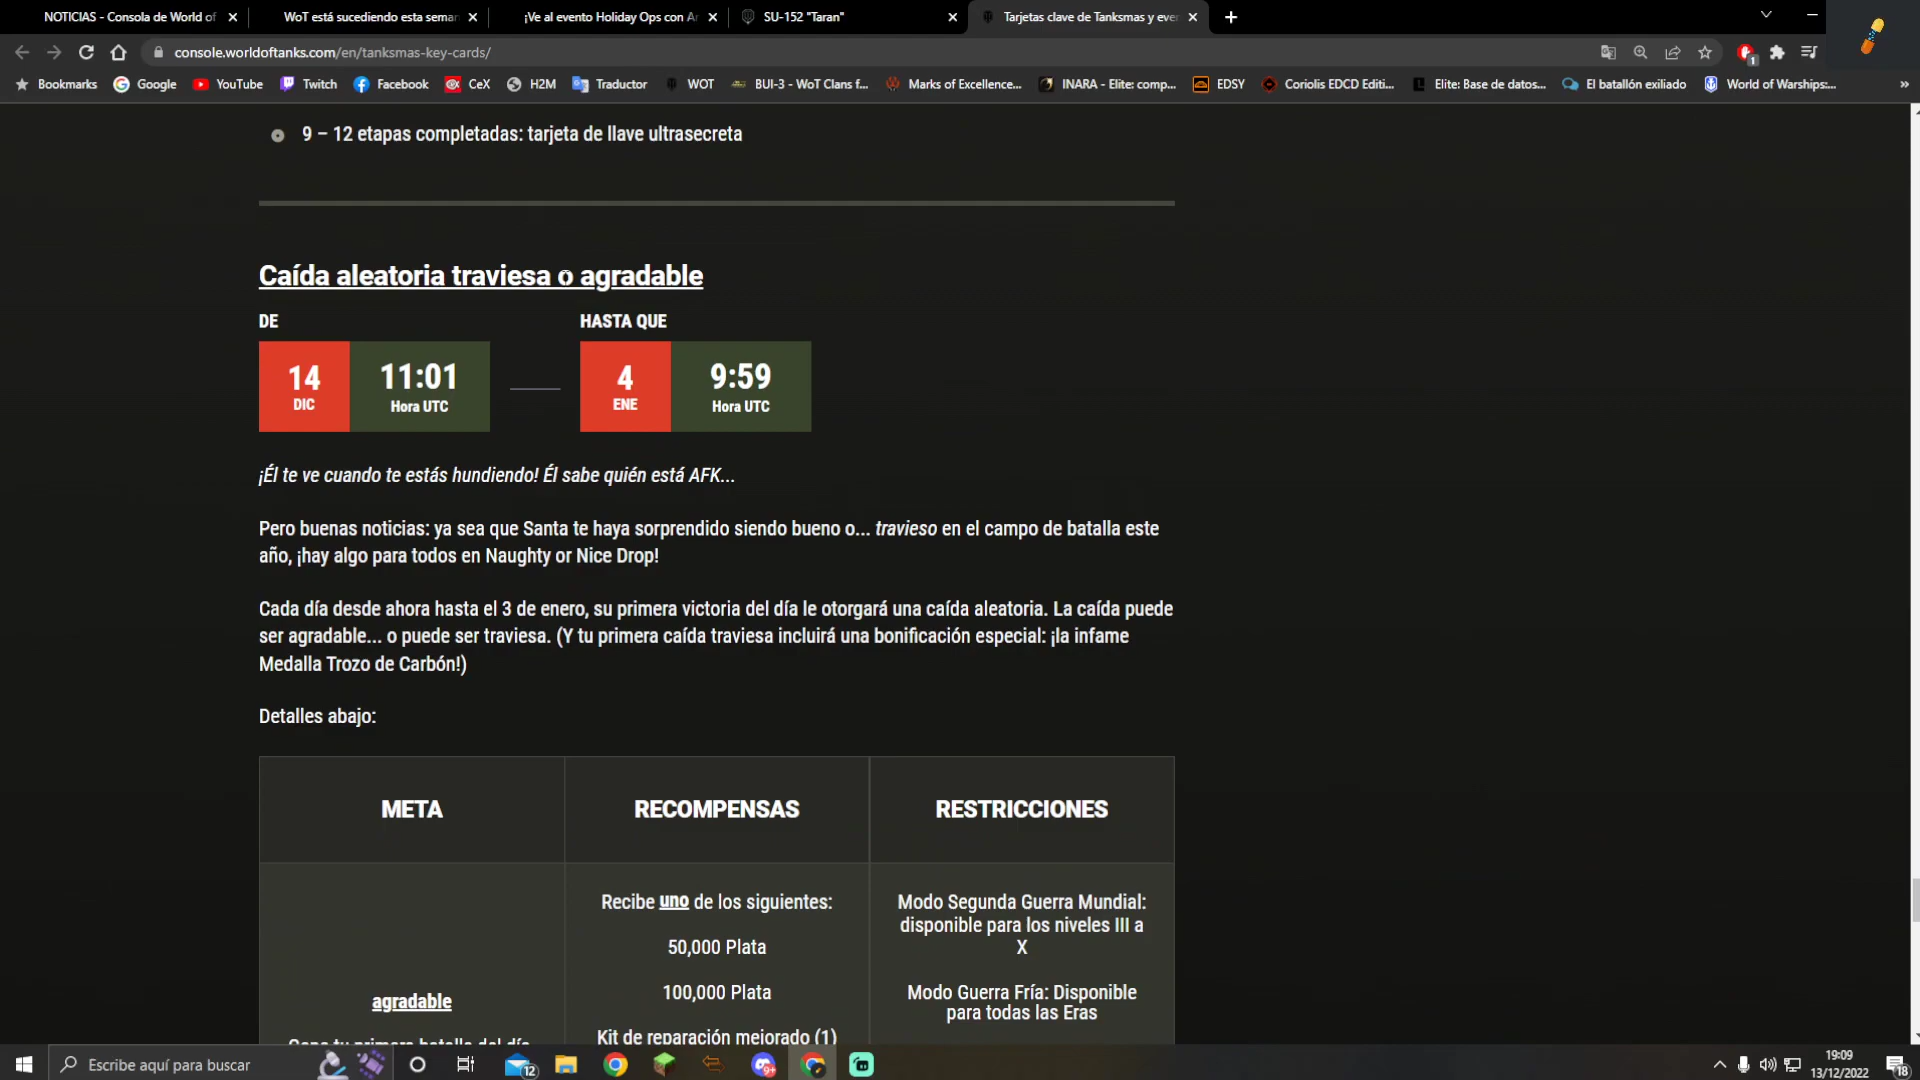 NOTICIAS - Consola de World of
WoT está sucediendo esta sema
¡Ve al evento Holiday Ops con Ar
SU-152 "Taran"
Tarjetas clave de Tanksmas y eve
console.worldoftanks.com/en/tanksmas-key-cards/
Bookmarks
Google
YouTube
Twitch
Facebook
CeX
H2M
Traductor
WOT
BUI-3 - WoT Clans f...
Marks of Excellence...
INARA - Elite: comp...
EDSY
Coriolis EDCD Editi...
Elite: Base de datos...
El batallón exiliado
World of Warships:...
»
9 – 12 etapas completadas: tarjeta de llave ultrasecreta
Caída aleatoria traviesa o agradable
DE
HASTA QUE
14 DIC
11:01 Hora UTC
4 ENE
9:59 Hora UTC
¡Él te ve cuando te estás hundiendo! Él sabe quién está AFK...
Pero buenas noticias: ya sea que Santa te haya sorprendido siendo bueno o... travieso en el campo de batalla este
año, ¡hay algo para todos en Naughty or Nice Drop!
Cada día desde ahora hasta el 3 de enero, su primera victoria del día le otorgará una caída aleatoria. La caída puede
ser agradable... o puede ser traviesa. (Y tu primera caída traviesa incluirá una bonificación especial: ¡la infame
Medalla Trozo de Carbón!)
Detalles abajo:
META
RECOMPENSAS
RESTRICCIONES
agradable
Recibe uno de los siguientes:
50,000 Plata
100,000 Plata
Kit de reparación mejorado (1)
Modo Segunda Guerra Mundial:
disponible para los niveles III a
X
Modo Guerra Fría: Disponible
para todas las Eras
Escribe aquí para buscar
12
9+
19:09
13/12/2022
18